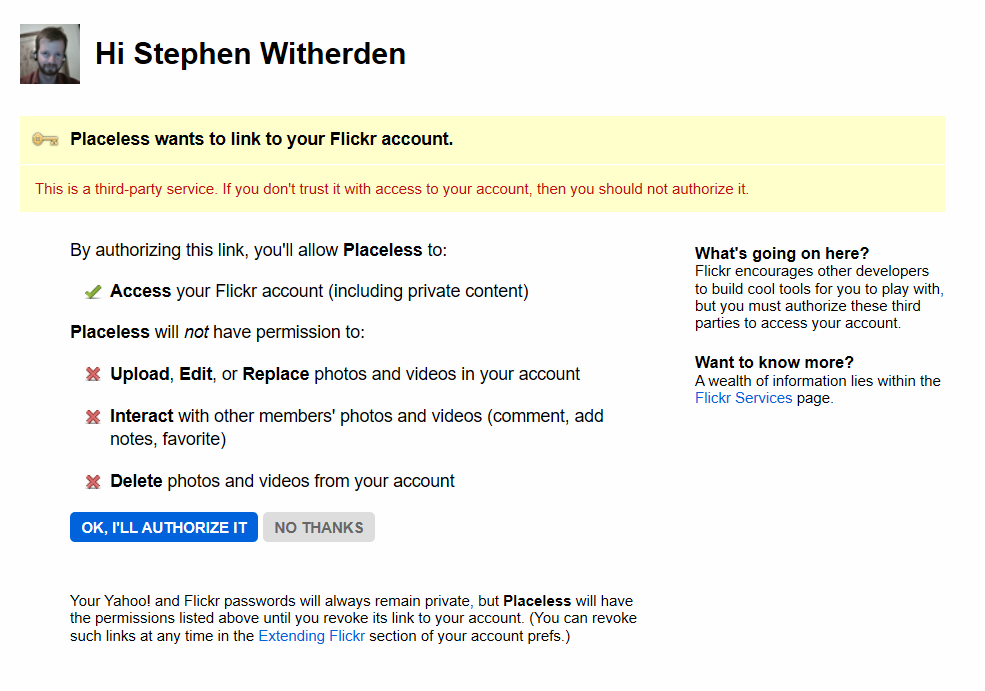 Hi Stephen Witherden
Placeless wants to link to your Flickr account.
This is a third-party service. If you don't trust it with access to your account, then you should not authorize it.
By authorizing this link, you'll allow Placeless to:
Access your Flickr account (including private content)
Placeless will not have permission to:
Upload, Edit, or Replace photos and videos in your account
Interact with other members' photos and videos (comment, add
notes, favorite)
Delete photos and videos from your account
OK, I'LL AUTHORIZE IT
NO THANKS
Your Yahoo! and Flickr passwords will always remain private, but Placeless will have
the permissions listed above until you revoke its link to your account. (You can revoke
such links at any time in the Extending Flickr section of your account prefs.)
What's going on here?
Flickr encourages other developers
to build cool tools for you to play with,
but you must authorize these third
parties to access your account.
Want to know more?
A wealth of information lies within the
Flickr Services page.